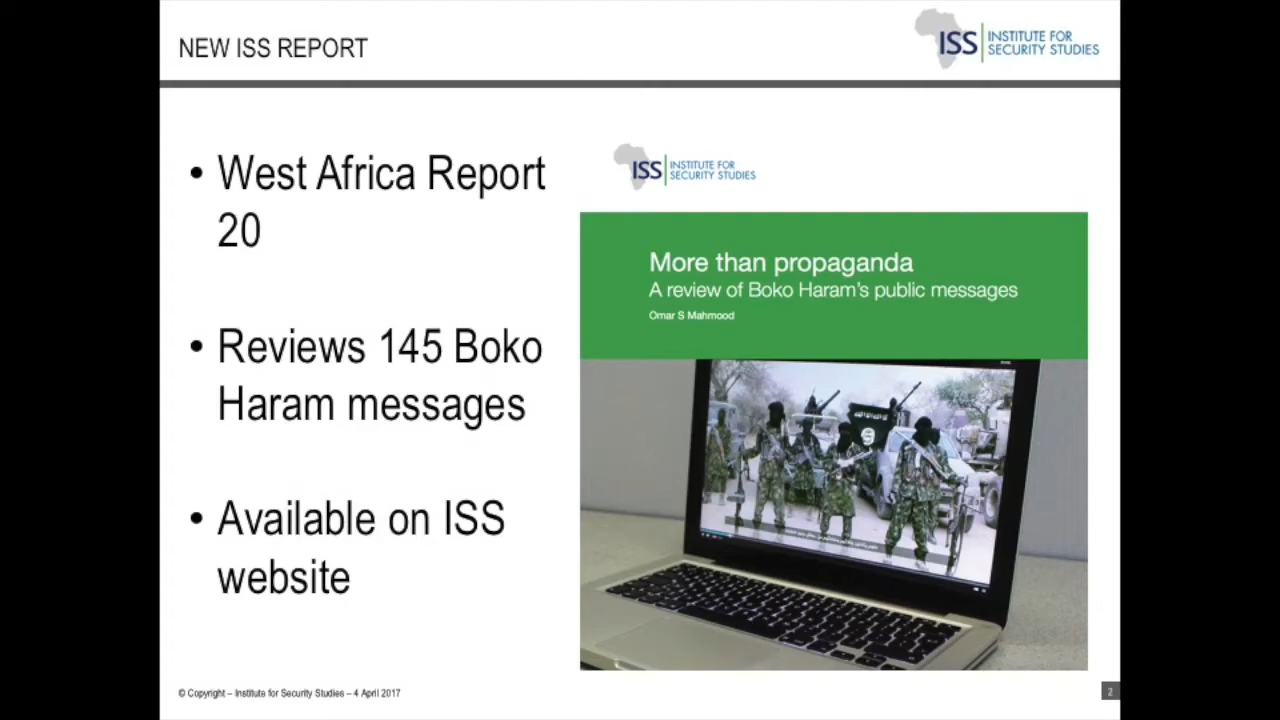 NEW ISS REPORT
ISS
INSTITUTE FOR
SECURITY STUDIES
• West Africa Report
20
• Reviews 145 Boko
Haram messages
• Available on ISS
website
ISS
INSTITUTE FOR
SECURITY STUDIES
More than propaganda
A review of Boko Haram's public messages
Omar S Mahmood
© Copyright – Institute for Security Studies – 4 April 2017
2